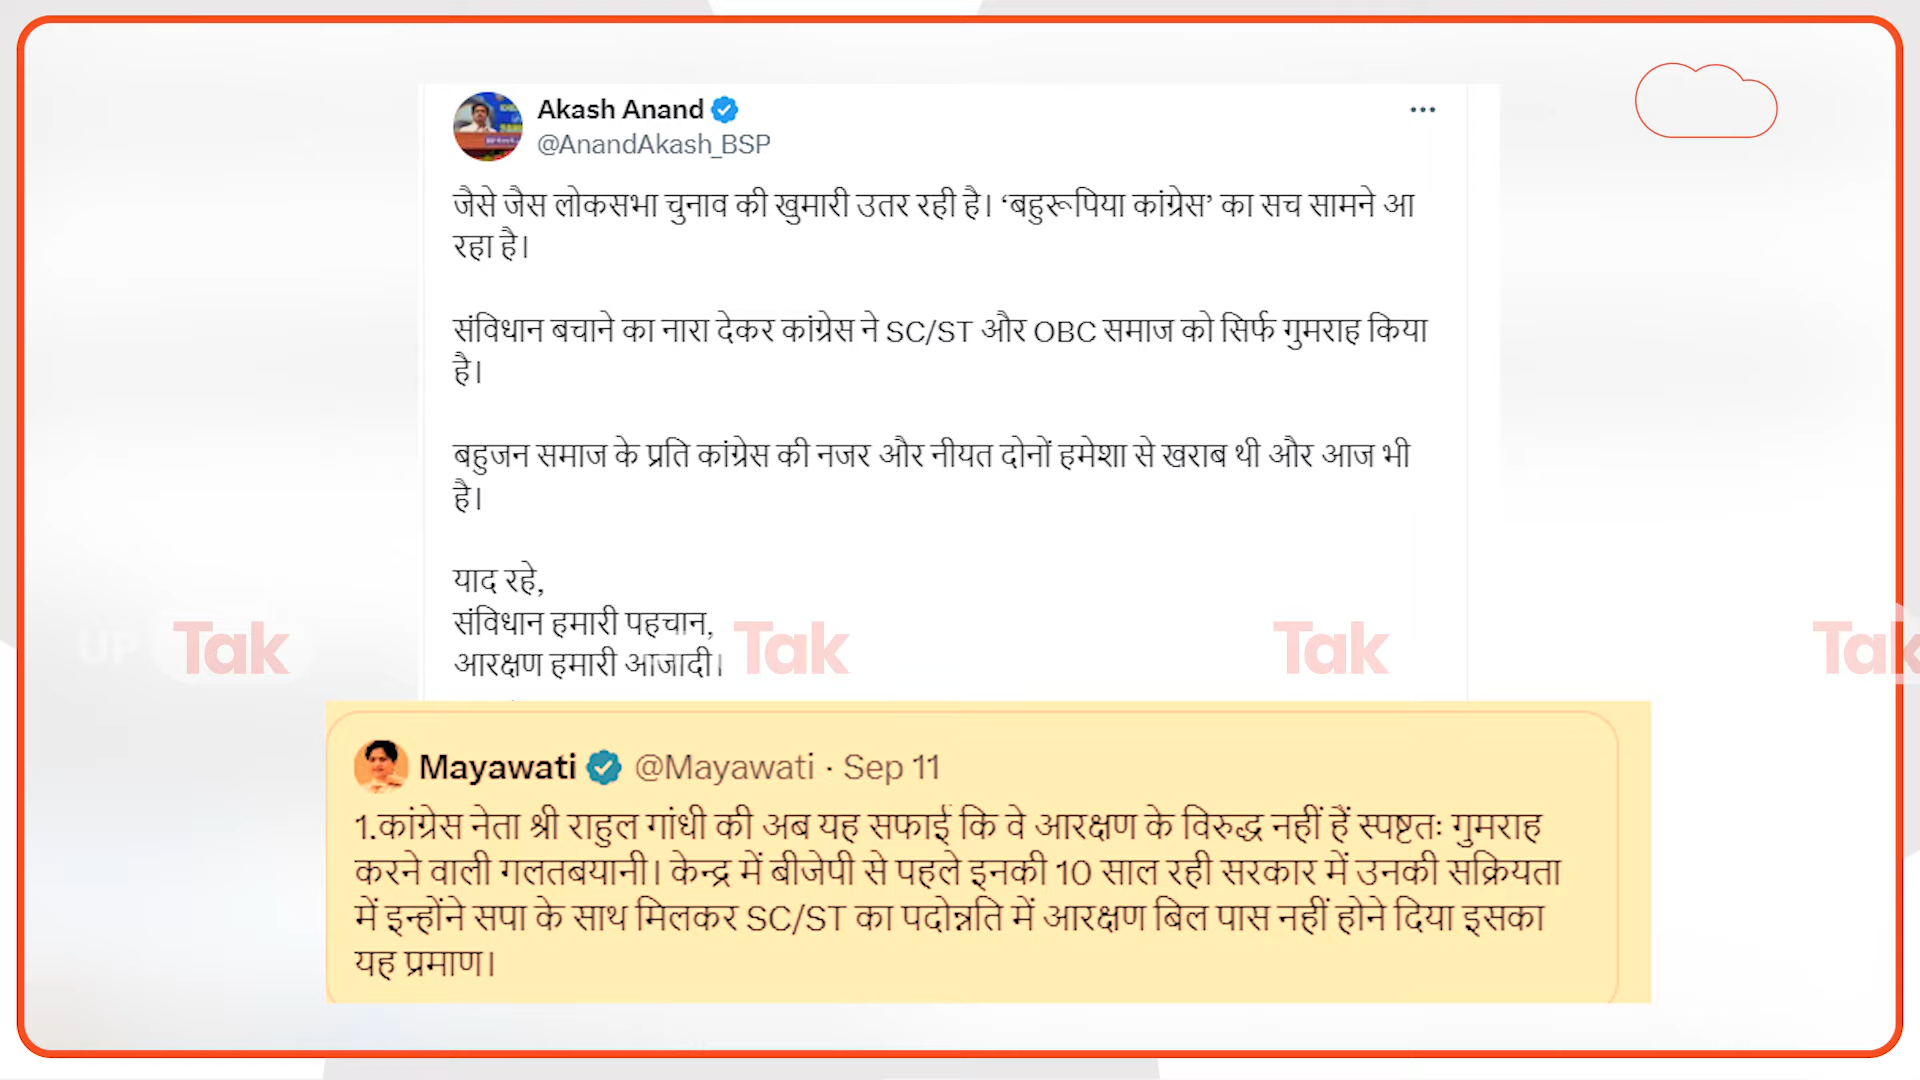 Akash Anand
@AnandAkash_BSP
जैसे जैस लोकसभा चुनाव की खुमारी उतर रही है। ‘बहुरूपिया कांग्रेस’ का सच सामने आ
रहा है।
संविधान बचाने का नारा देकर कांग्रेस ने SC/ST और OBC समाज को सिर्फ गुमराह किया
है।
बहुजन समाज के प्रति कांग्रेस की नजर और नीयत दोनों हमेशा से खराब थी और आज भी
है।
याद रहे,
संविधान हमारी पहचान,
आरक्षण हमारी आजादी।
UP Tak Tak Tak Tak
Mayawati @Mayawati · Sep 11
1.कांग्रेस नेता श्री राहुल गांधी की अब यह सफाई कि वे आरक्षण के विरुद्ध नहीं हैं स्पष्टतः गुमराह
करने वाली गलतबयानी। केन्द्र में बीजेपी से पहले इनकी 10 साल रही सरकार में उनकी सक्रियता
में इन्होंने सपा के साथ मिलकर SC/ST का पदोन्नति में आरक्षण बिल पास नहीं होने दिया इसका
यह प्रमाण।